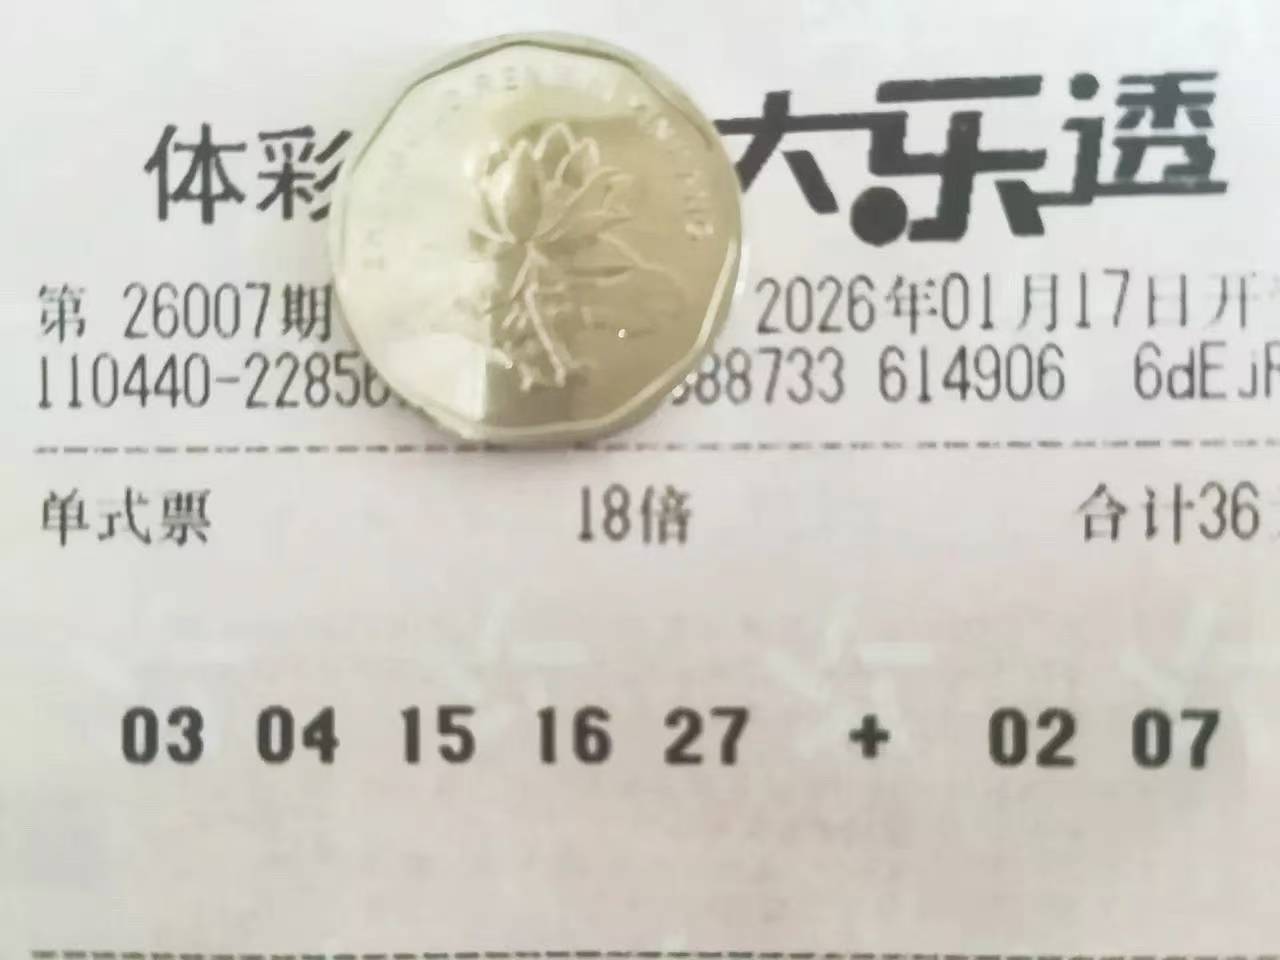 体彩 大乐透
第 26007期 2026年01月17日开
110440-2285 88733 614906 6dEj
单式票 18倍 合计36
03 04 15 16 27 + 02 07